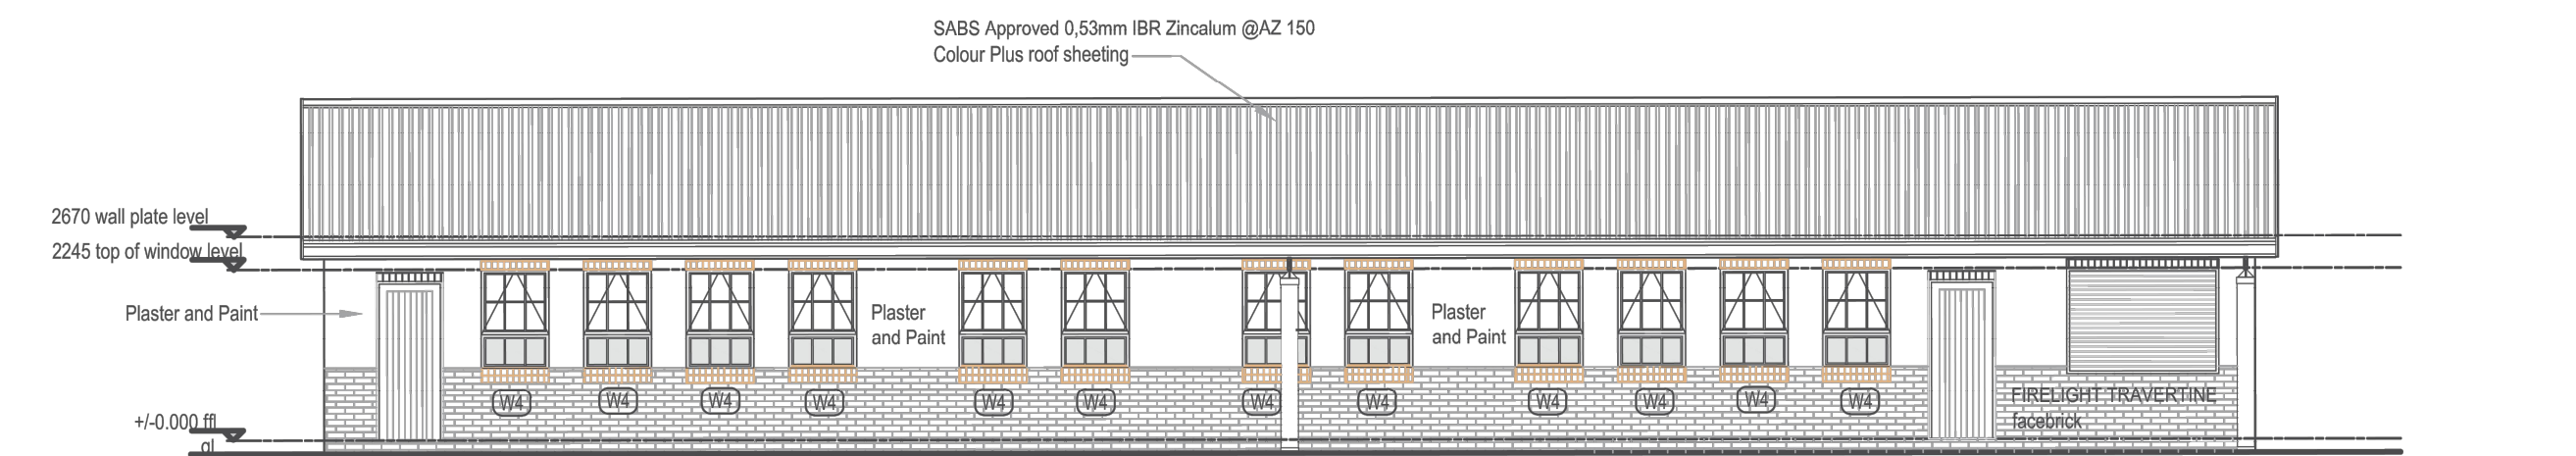 SABS Approved 0,53mm IBR Zincalum @AZ 150
Colour Plus roof sheeting
2670 wall plate level
2245 top of window level
Plaster and Paint
Plaster
and Paint
Plaster
and Paint
W4 W4 W4 W4 W4 W4 W4 W4 W4 W4 W4 W4
FIRELIGHT TRAVERTINE
facebrick
+/-0.000 ffl
gl